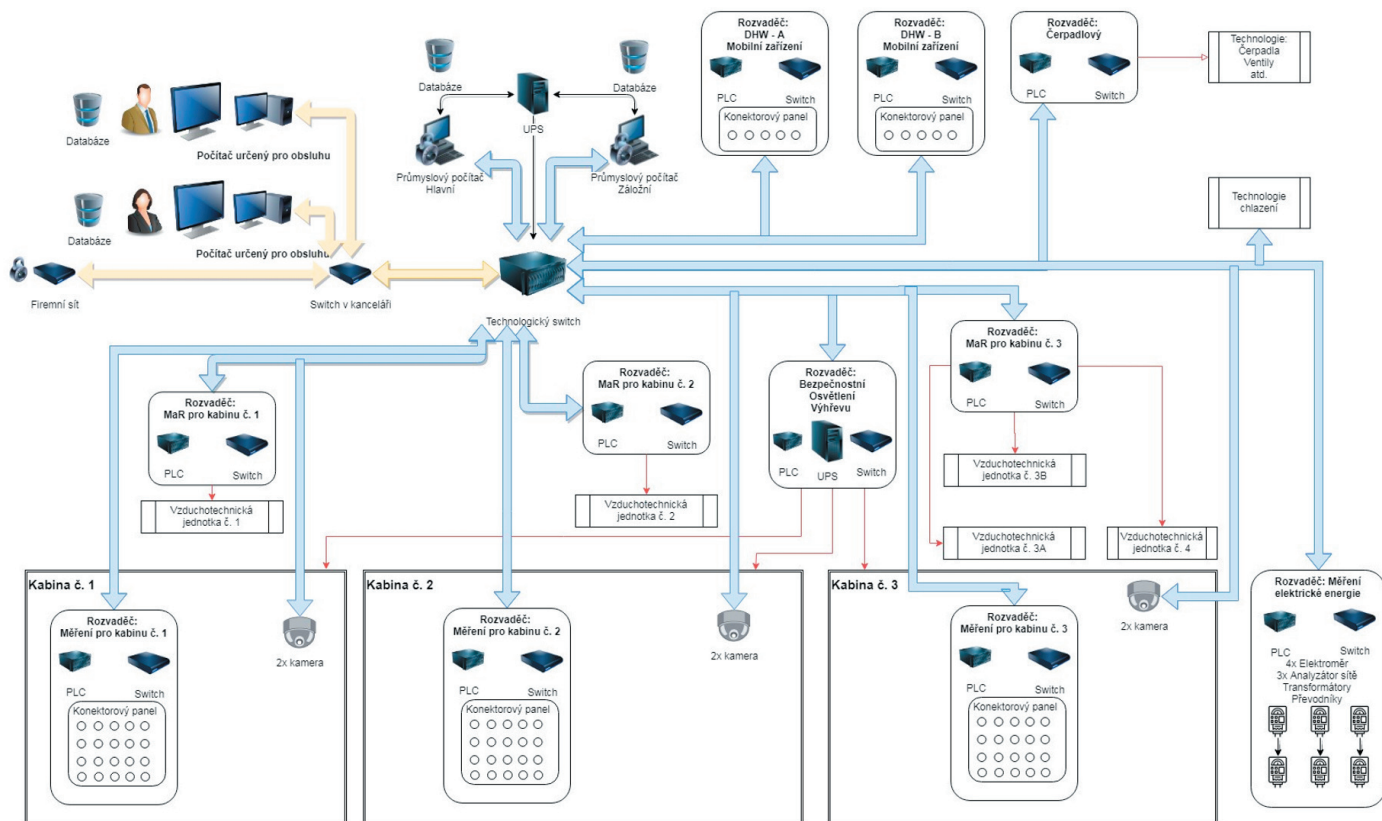 Databáze
Počítač určený pro obsluhu
Databáze
Počítač určený pro obsluhu
Firemní sít
Switch v kanceláři
Databáze
Databáze
UPS
Průmyslový počítač
Hlavní
Průmyslový počítač
Záložní
Technologický switch
Rozvaděč:
DHW - A
Mobilní zařízení
PLC
Switch
Konektorový panel
Rozvaděč:
DHW - B
Mobilní zařízení
PLC
Switch
Konektorový panel
Rozvaděč:
Čerpadlový
PLC
Switch
Technologie:
Čerpadla
Ventily
atd.
Technologie
chlazení
Rozvaděč:
MaR pro kabinu č. 1
PLC
Switch
Vzduchotechnická
jednotka č. 1
Rozvaděč:
MaR pro kabinu č. 2
PLC
Switch
Vzduchotechnická
jednotka č. 2
Rozvaděč:
Bezpečnostní
Osvětlení
Výhřevu
PLC
UPS
Switch
Rozvaděč:
MaR pro kabinu č. 3
PLC
Switch
Vzduchotechnická
jednotka č. 3B
Vzduchotechnická
jednotka č. 3A
Vzduchotechnická
jednotka č. 4
Kabina č. 1
Rozvaděč:
Měření pro kabinu č. 1
PLC
Switch
Konektorový panel
2x kamera
Kabina č. 2
Rozvaděč:
Měření pro kabinu č. 2
PLC
Switch
Konektorový panel
2x kamera
Kabina č. 3
Rozvaděč:
Měření pro kabinu č. 3
PLC
Switch
Konektorový panel
2x kamera
Rozvaděč: Měření
elektrické energie
PLC
Switch
4x Elektroměr
3x Analyzátor sítě
Transformátory
Převodníky